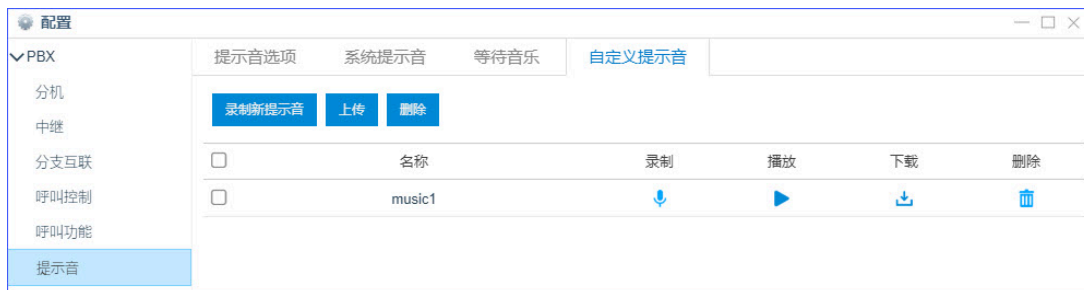 配置
PBX
提示音选项 系统提示音 等待音乐 自定义提示音
分机
录制新提示音 上传 删除
中继
分支互联
名称 录制 播放 下载 删除
呼叫控制
music1
呼叫功能
提示音